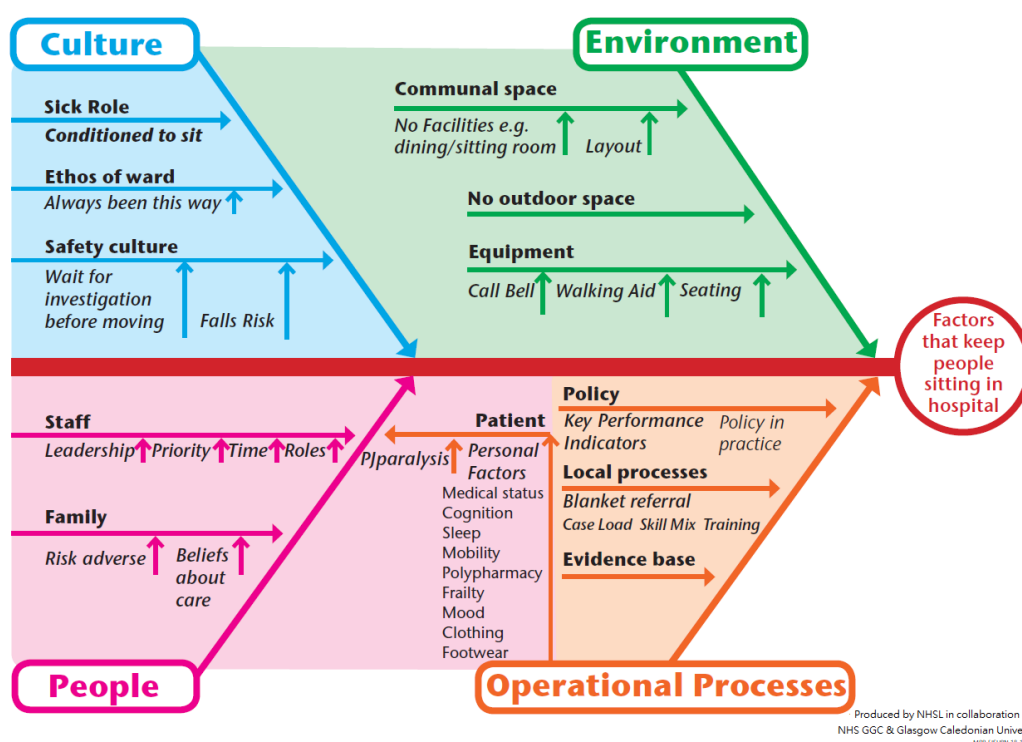 Culture
Environment
Sick Role
Conditioned to sit
Ethos of ward
Always been this way
Safety culture
Wait for
investigation
before moving
Falls Risk
Communal space
No Facilities e.g.
dining/sitting room
Layout
No outdoor space
Equipment
Call Bell
Walking Aid
Seating
Factors
that keep
people
sitting in
hospital
Staff
Leadership
Priority
Time
Roles
Family
Risk adverse
Beliefs
about
care
Patient
PJparalysis
Personal
Factors
Medical status
Cognition
Sleep
Mobility
Polypharmacy
Frailty
Mood
Clothing
Footwear
Policy
Key Performance
Indicators
Policy in
practice
Local processes
Blanket referral
Case Load Skill Mix Training
Evidence base
People
Operational Processes
Produced by NHSL in collaboration
NHS GGC & Glasgow Caledonian Unive